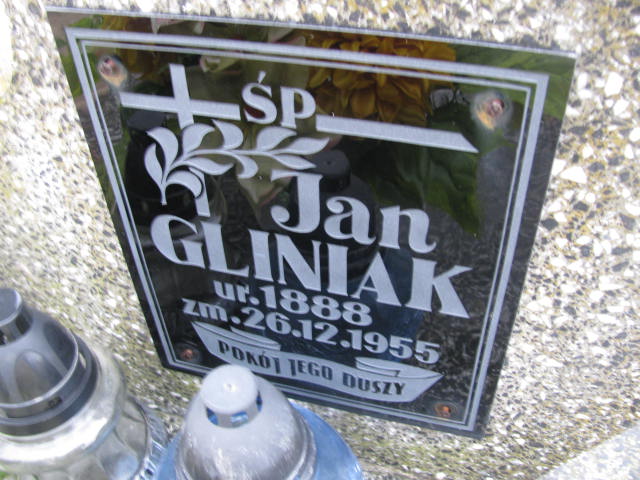 ŚP
Jan
GLINIAK
ur. 1888
zm. 26.12.1955
POKÓJ JEGO DUSZY